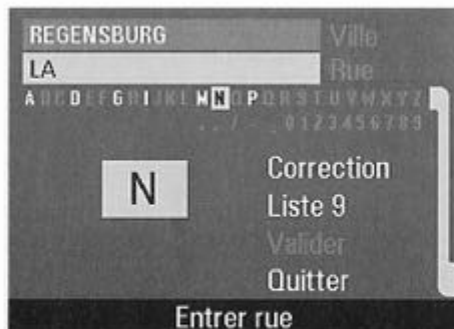 REGENSBURG Ville
LA Rue
A B C D E F G H I J K L M N O P Q R S T U V W X Y Z
. , / - . 0 1 2 3 4 5 6 7 8 9
N
Correction
Liste 9
Valider
Quitter
Entrer rue